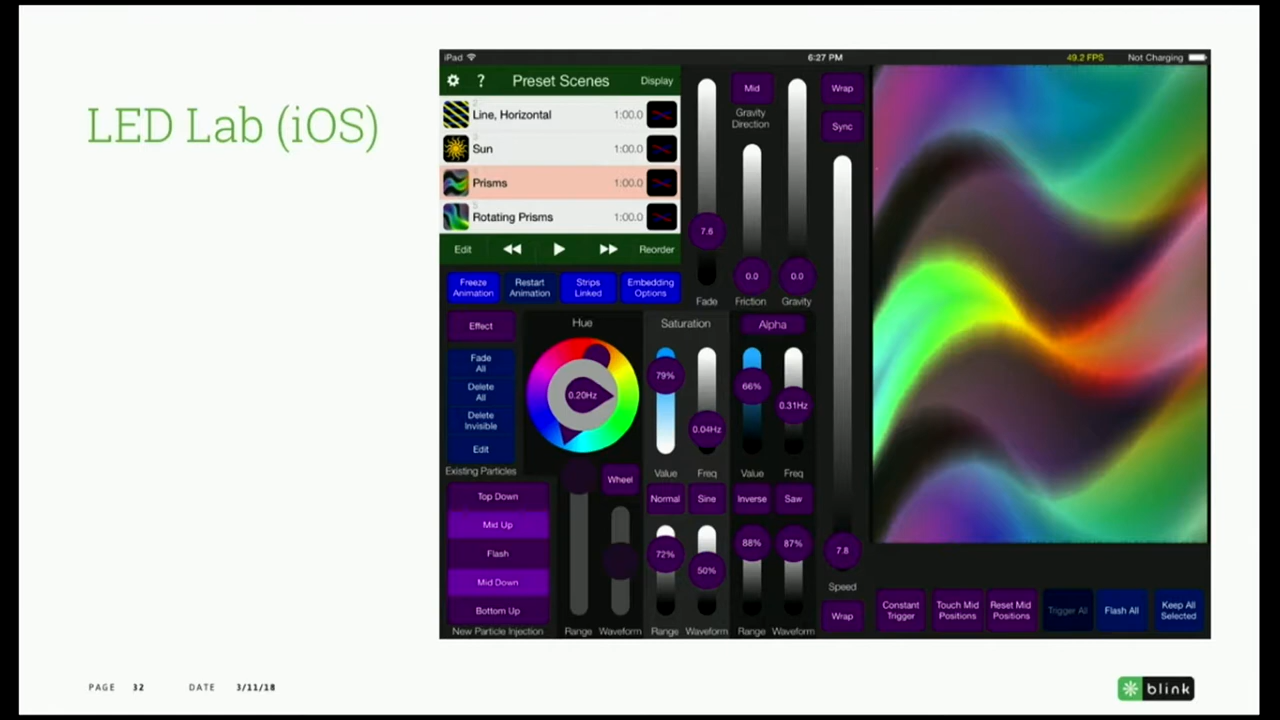 LED Lab (iOS)
iPad
6:27 PM
49.2 FPS
Not Charging
?
Preset Scenes
Display
Line, Horizontal 1:00.0
Sun 1:00.0
Prisms 1:00.0
Rotating Prisms 1:00.0
Edit
Reorder
Freeze
Animation
Restart
Animation
Strips
Linked
Embedding
Options
Effect
Fade
All
Delete
All
Delete
Invisible
Edit
Existing Particles
Top Down
Mid Up
Flash
Mid Down
Bottom Up
New Particle Injection
Hue
0.20Hz
Wheel
Range
Waveform
Saturation
79%
0.04Hz
Value
Freq
Normal
Sine
72%
50%
Range
Waveform
Alpha
66%
0.31Hz
Value
Freq
Inverse
Saw
88%
87%
Range
Waveform
7.6
Fade
Mid
Gravity
Direction
0.0
Friction
0.0
Gravity
Wrap
Sync
7.8
Speed
Wrap
Constant
Trigger
Touch Mid
Positions
Reset Mid
Positions
Trigger All
Flash All
Keep All
Selected
PAGE 32 DATE 3/11/18
blink